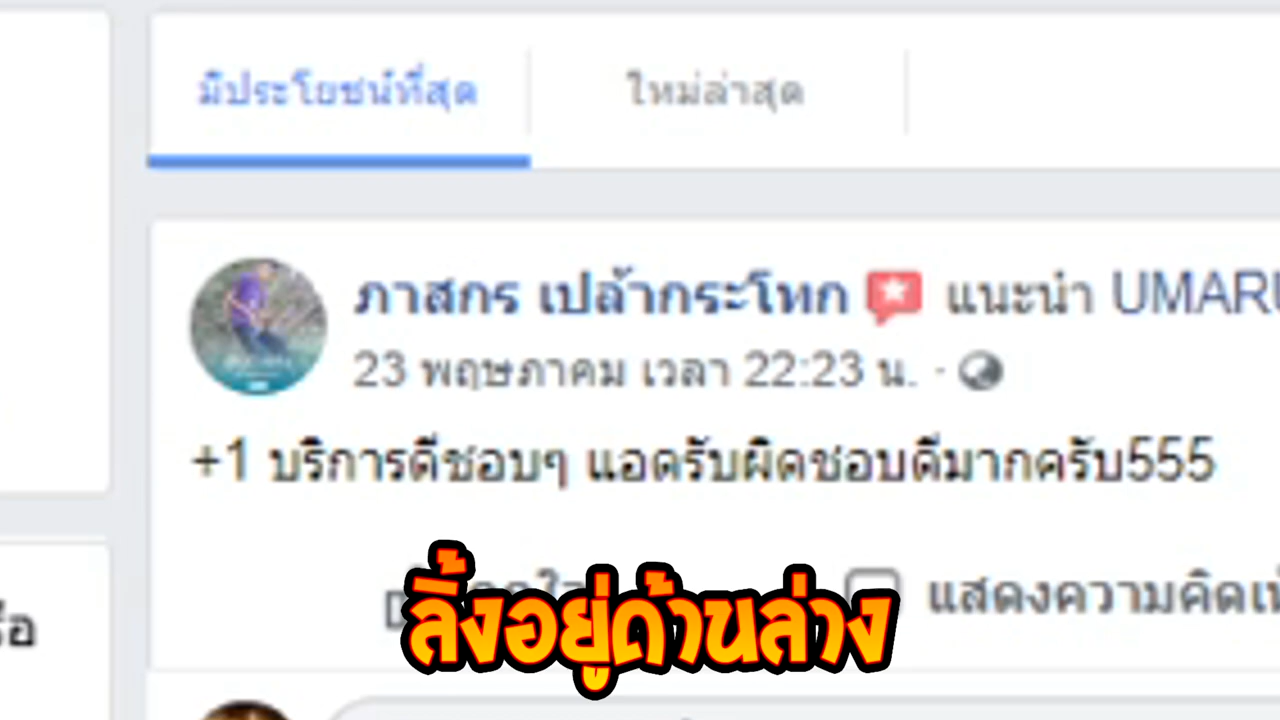 มีประโยชน์ที่สุด ใหม่ล่าสุด
ภาสกร เปล้ากระโทก แนะนำ UMAR
23 พฤษภาคม เวลา 22:23 น.
+1 บริการดีชอบๆ แอดรับผิดชอบดีมากครับ555
แสดงความคิดเ
ลิ้งอยู่ด้านล่าง